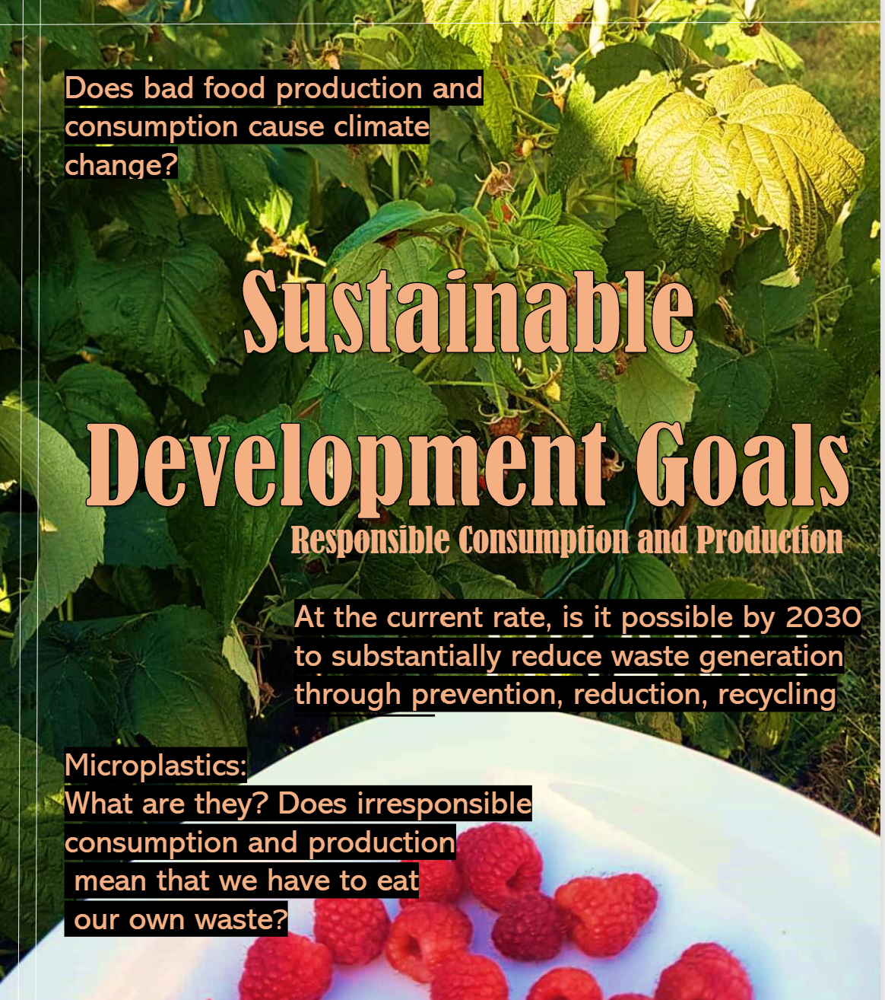 Does bad food production and
consumption cause climate
change?
Sustainable
Development Goals
Responsible Consumption and Production
At the current rate, is it possible by 2030
to substantially reduce waste generation
through prevention, reduction, recycling
Microplastics:
What are they? Does irresponsible
consumption and production
mean that we have to eat
our own waste?